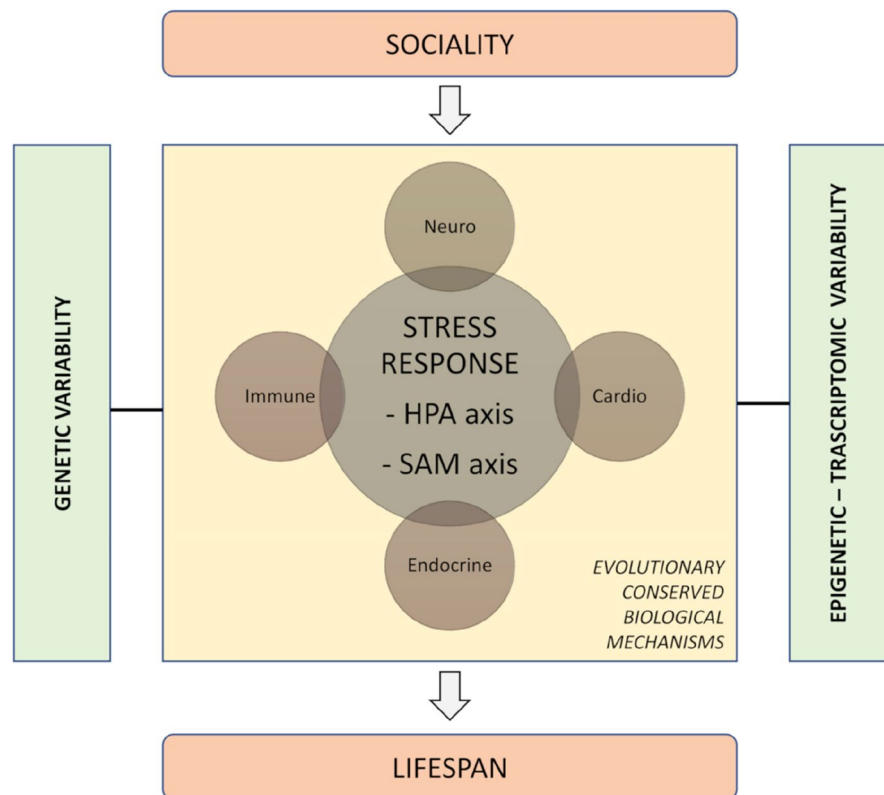 SOCIALITY
GENETIC VARIABILITY
Neuro
STRESS
RESPONSE
- HPA axis
- SAM axis
Immune
Cardio
Endocrine
EVOLUTIONARY
CONSERVED
BIOLOGICAL
MECHANISMS
EPIGENETIC – TRASCRIPTOMIC VARIABILITY
LIFESPAN